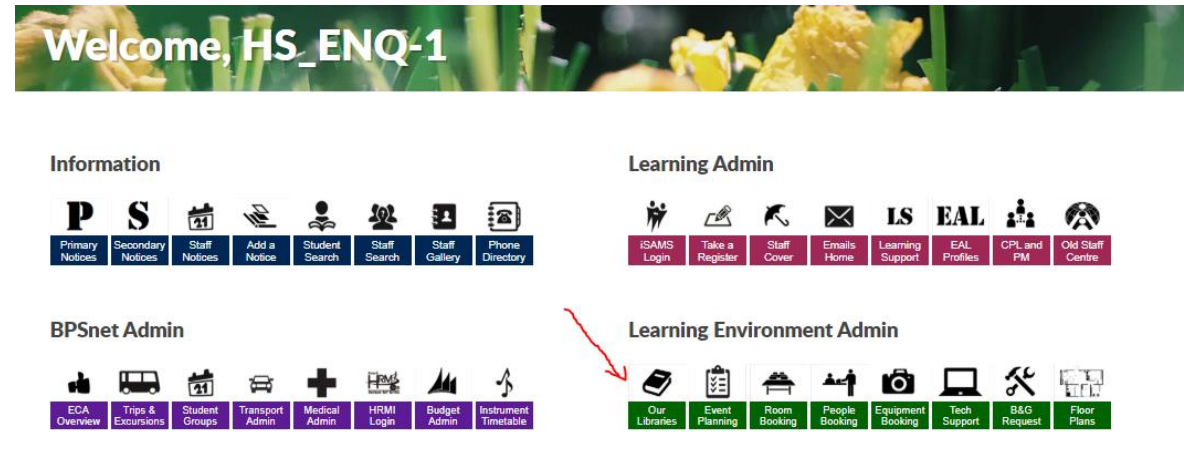 Welcome, HS_ENQ-1
Information
P S 21
Primary Secondary Staff Add a Student Staff Staff Phone
Notices Notices Notices Notice Search Search Gallery Directory
Learning Admin
LS EAL
iSAMS Take a Staff Emails Learning EAL CPL and Old Staff
Login Register Cover Home Support Profiles PM Centre
BPSnet Admin
21
ECA Trips & Student Transport Medical HRMI Budget Instrument
Overview Excursions Groups Admin Admin Login Admin Timetable
Learning Environment Admin
Our Event Room People Equipment Tech B&G Floor
Libraries Planning Booking Booking Booking Support Request Plans